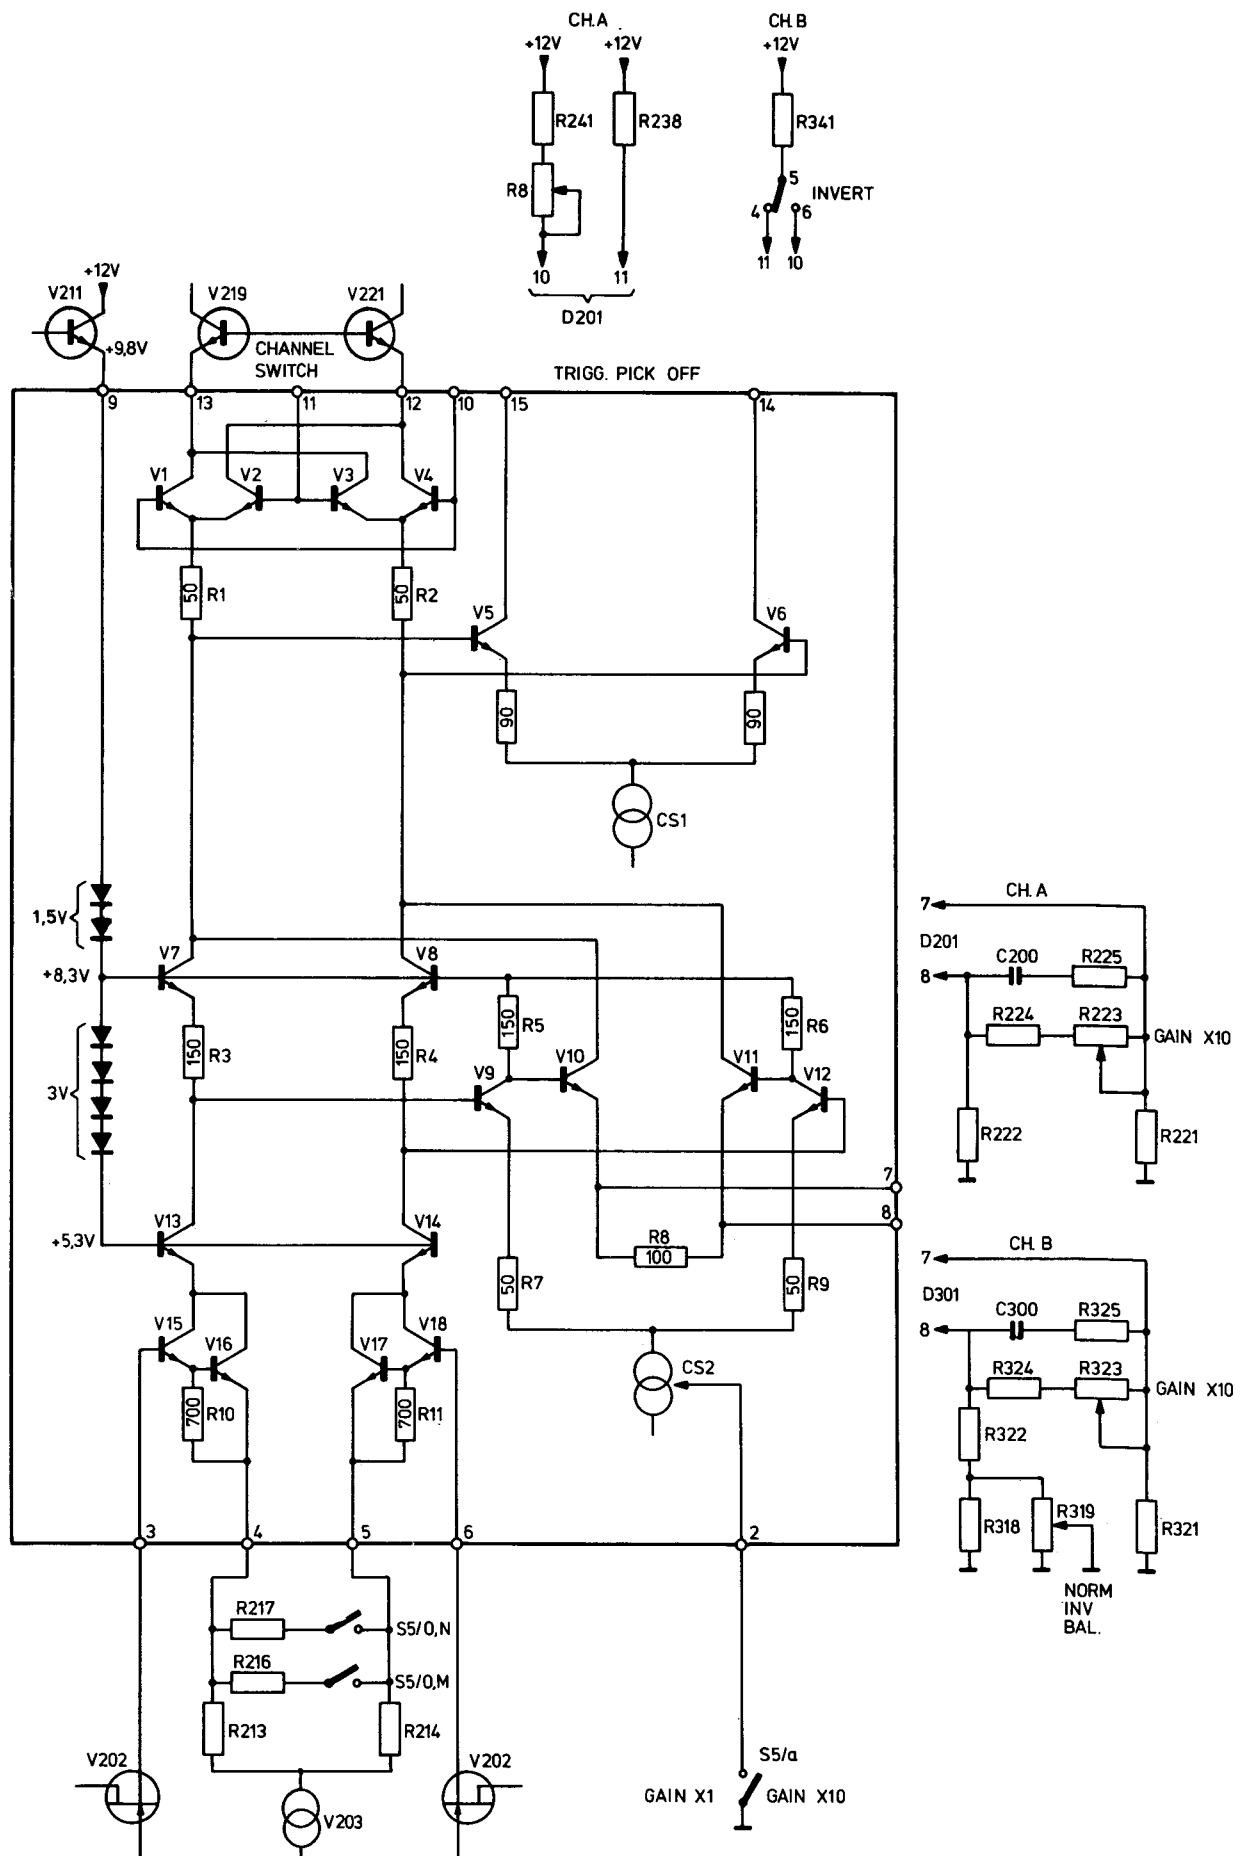 CH.A
CH.B
+12V +12V +12V
R241 R238 R341
R8
5
INVERT
4 6
10 11 11 10
D201
+12V
V211 V219 V221
+9,8V
CHANNEL
SWITCH
TRIGG. PICK OFF
9 13 11 12 10 15 14
V1 V2 V3 V4
50 R1 50 R2
V5 V6
90 90
CS1
1,5V
+8,3V
V7 V8
150 R3 150 R4
150 R5 150 R6
3V
V9 V10 V11 V12
7
8
+5,3V
V13 V14
R8
100
50 R7 50 R9
V15 V16 V17 V18
700 R10 700 R11
CS2
3 4 5 6 2
R217 S5/O,N
R216 S5/O,M
R213 R214
V202 V202
V203
S5/a
GAIN X1 GAIN X10
CH. A
7
D201
8
C200 R225
R224 R223 GAIN X10
R222 R221
CH. B
7
D301
8
C300 R325
R324 R323 GAIN X10
R322
R318 R319 R321
NORM
INV
BAL.